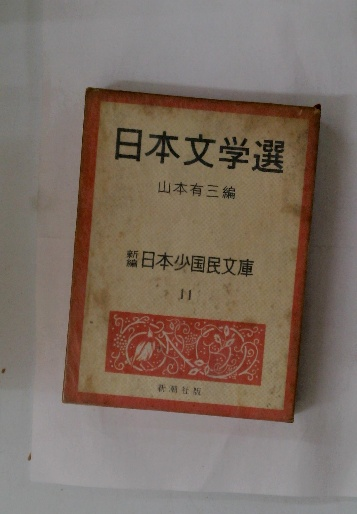 日本文学選
山本有三編
新編 日本少国民文庫
11
新潮社版